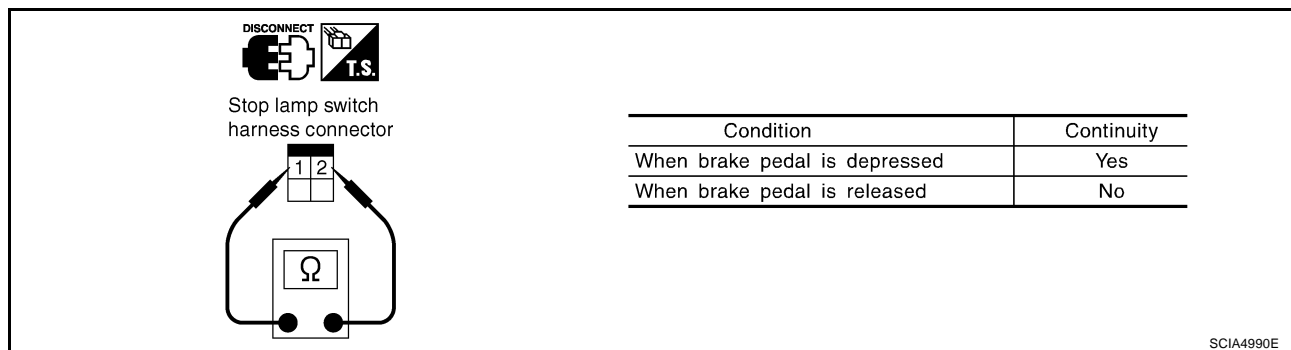 DISCONNECT
T.S.
Stop lamp switch
harness connector
1 2
Ω
Condition Continuity
When brake pedal is depressed Yes
When brake pedal is released No
SCIA4990E